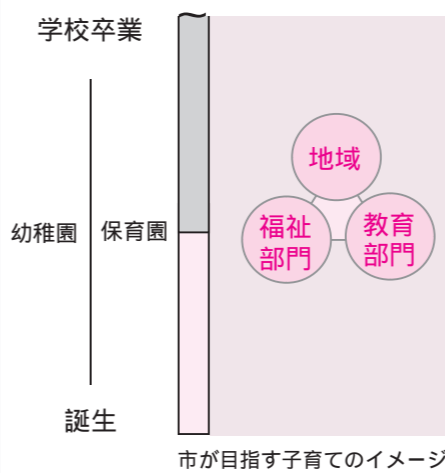 学校卒業
地域
幼稚園
保育園
福祉
部門
教育
部門
誕生
市が目指す子育てのイメージ